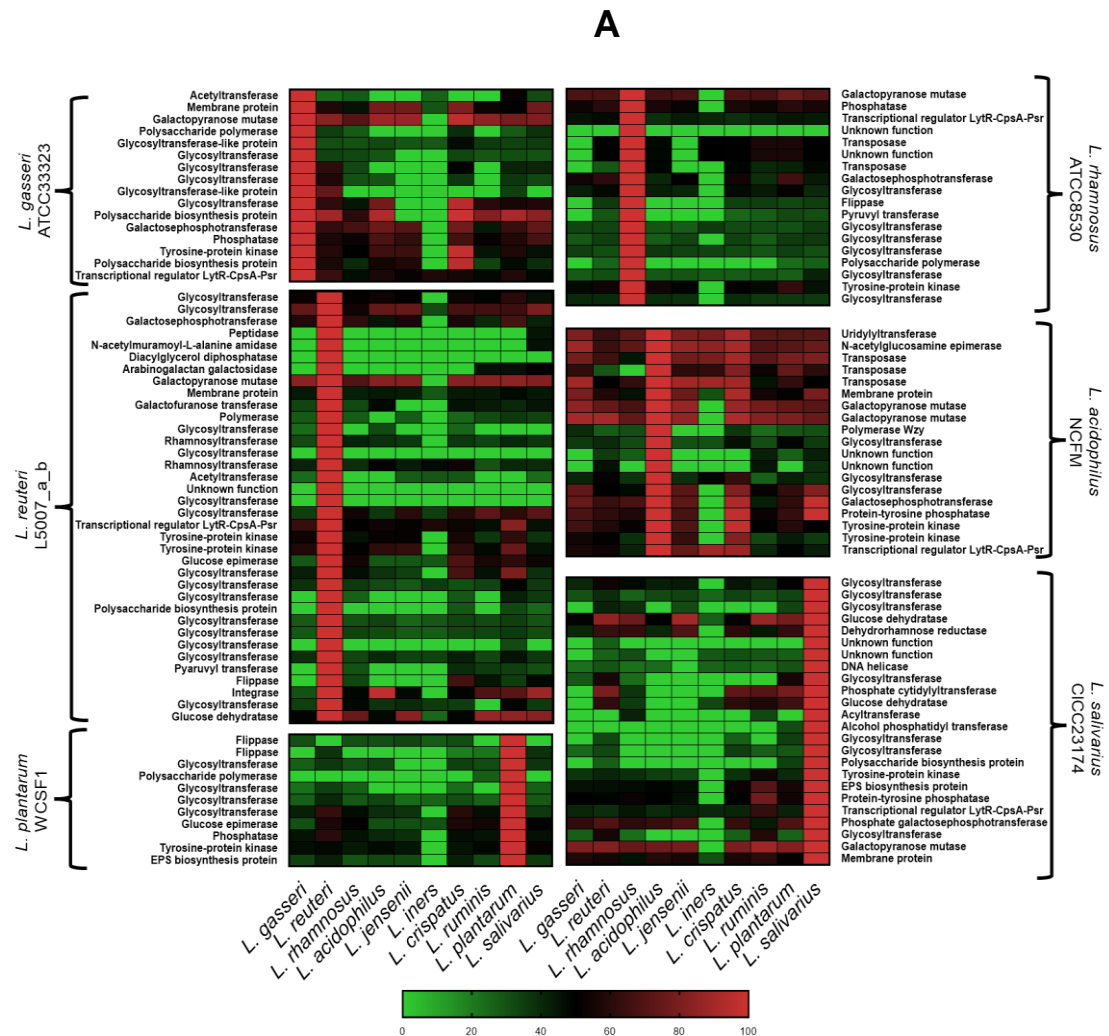 A
L. gasseri
ATCC33323
Acetyltransferase
Membrane protein
Galactopyranose mutase
Polysaccharide polymerase
Glycosyltransferase-like protein
Glycosyltransferase
Glycosyltransferase
Glycosyltransferase
Glycosyltransferase-like protein
Glycosyltransferase
Polysaccharide biosynthesis protein
Galactosephosphotransferase
Phosphatase
Tyrosine-protein kinase
Polysaccharide biosynthesis protein
Transcriptional regulator LytR-CpsA-Psr
L. reuteri
L5007_a_b
Glycosyltransferase
Glycosyltransferase
Galactosephosphotransferase
Peptidase
N-acetylmuramoyl-L-alanine amidase
Diacylglycerol diphosphatase
Arabinogalactan galactosidase
Galactopyranose mutase
Membrane protein
Galactofuranose transferase
Polymerase
Glycosyltransferase
Rhamnosyltransferase
Glycosyltransferase
Rhamnosyltransferase
Acetyltransferase
Unknown function
Glycosyltransferase
Glycosyltransferase
Transcriptional regulator LytR-CpsA-Psr
Tyrosine-protein kinase
Tyrosine-protein kinase
Glucose epimerase
Glycosyltransferase
Glycosyltransferase
Glycosyltransferase
Polysaccharide biosynthesis protein
Glycosyltransferase
Glycosyltransferase
Glycosyltransferase
Glycosyltransferase
Pyaruvyl transferase
Flippase
Integrase
Glycosyltransferase
Glucose dehydratase
L. plantarum
WCSF1
Flippase
Flippase
Glycosyltransferase
Polysaccharide polymerase
Glycosyltransferase
Glycosyltransferase
Glycosyltransferase
Glucose epimerase
Phosphatase
Tyrosine-protein kinase
EPS biosynthesis protein
L. gasseri
L. reuteri
L. rhamnosus
L. acidophilus
L. jensenii
L. iners
L. crispatus
L. ruminis
L. plantarum
L. salivarius
Galactopyranose mutase
Phosphatase
Transcriptional regulator LytR-CpsA-Psr
Unknown function
Transposase
Unknown function
Transposase
Galactosephosphotransferase
Glycosyltransferase
Flippase
Pyruvyl transferase
Glycosyltransferase
Glycosyltransferase
Glycosyltransferase
Polysaccharide polymerase
Glycosyltransferase
Tyrosine-protein kinase
Glycosyltransferase
L. rhamnosus
ATCC8530
Uridylyltransferase
N-acetylglucosamine epimerase
Transposase
Transposase
Transposase
Membrane protein
Galactopyranose mutase
Galactopyranose mutase
Polymerase Wzy
Glycosyltransferase
Unknown function
Unknown function
Glycosyltransferase
Glycosyltransferase
Galactosephosphotransferase
Protein-tyrosine phosphatase
Tyrosine-protein kinase
Tyrosine-protein kinase
Transcriptional regulator LytR-CpsA-Psr
L. acidophilus
NCFM
Glycosyltransferase
Glycosyltransferase
Glycosyltransferase
Glucose dehydratase
Dehydrorhamnose reductase
Unknown function
Unknown function
DNA helicase
Glycosyltransferase
Phosphate cytidylyltransferase
Glucose dehydratase
Acyltransferase
Alcohol phosphatidyl transferase
Glycosyltransferase
Glycosyltransferase
Polysaccharide biosynthesis protein
Tyrosine-protein kinase
EPS biosynthesis protein
Protein-tyrosine phosphatase
Transcriptional regulator LytR-CpsA-Psr
Phosphate galactosephosphotransferase
Glycosyltransferase
Galactopyranose mutase
Membrane protein
L. salivarius
CICC23174
L. gasseri
L. reuteri
L. rhamnosus
L. acidophilus
L. jensenii
L. iners
L. crispatus
L. ruminis
L. plantarum
L. salivarius
0 20 40 60 80 100